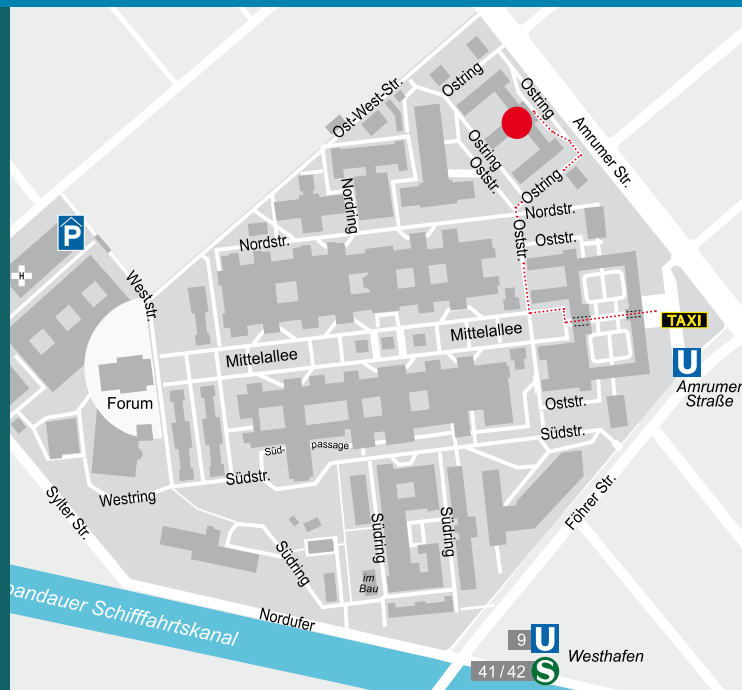 Ostring
Ostring
Amrumer Str.
Ost-West-Str.
Ostring
Oststr.
Ostring
Nordring
Nordstr.
Nordstr.
Oststr.
Oststr.
P
H
Weststr.
Mittelallee
Mittelallee
TAXI
U
Amrumer
Straße
Forum
Oststr.
Südstr.
Süd-
passage
Südstr.
Westring
Sylter Str.
Föhrer Str.
Südring
Südring
Südring
im
Bau
Nordufer
pandauer Schifffahrtskanal
9 U
Westhafen
41/42 S